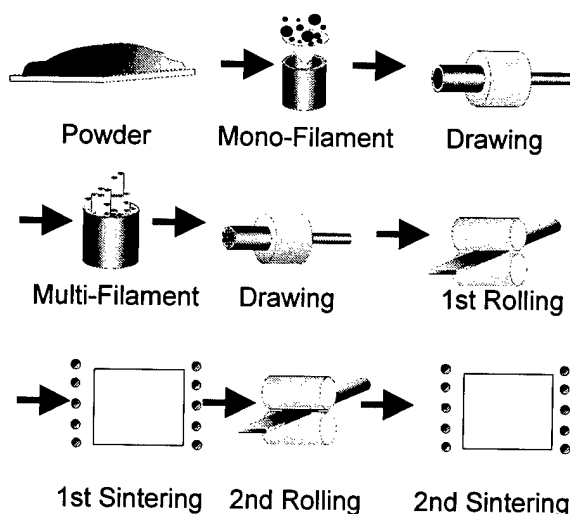 Powder
Mono-Filament
Drawing
Multi-Filament
Drawing
1st Rolling
1st Sintering
2nd Rolling
2nd Sintering